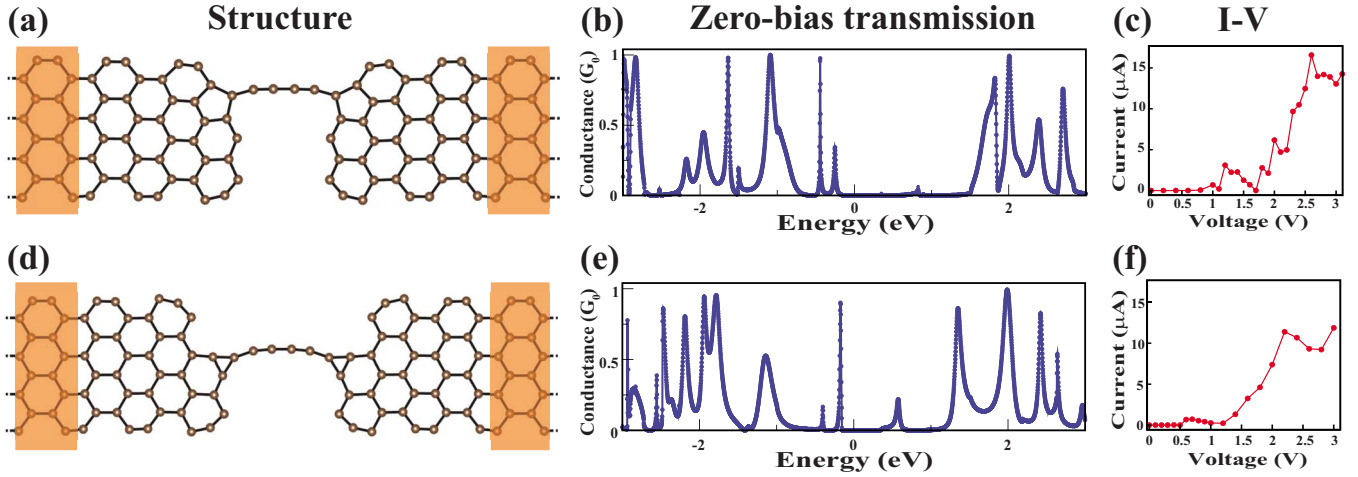 (a) Structure (b) Zero-bias transmission (c) I-V
Conductance (G0)
1
0.5
0
-2 0 2
Energy (eV)
Current (μA)
15
10
5
0
0 0.5 1 1.5 2 2.5 3
Voltage (V)
(d) (e) (f)
Conductance (G0)
1
0.5
0
-2 0 2
Energy (eV)
Current (μA)
15
10
5
0
0 0.5 1 1.5 2 2.5 3
Voltage (V)